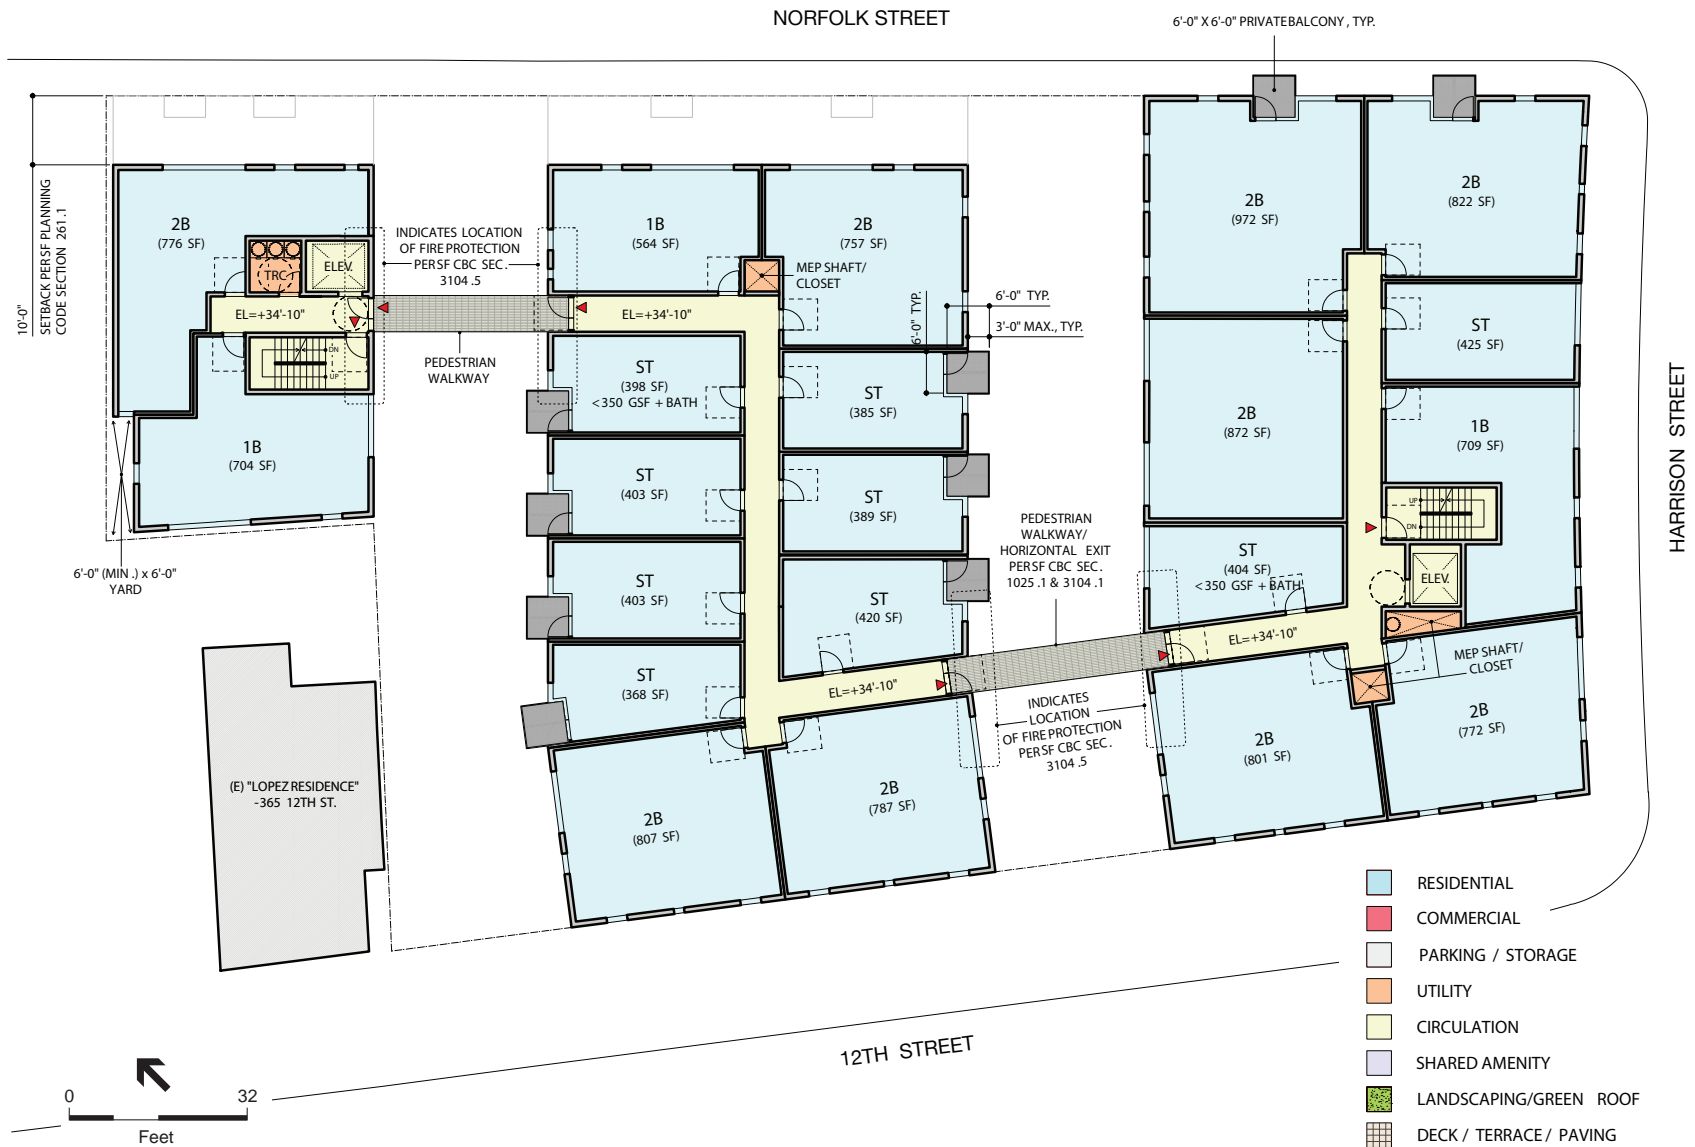 NORFOLK STREET
6'-0" X 6'-0" PRIVATE BALCONY , TYP.
10'-0"
SETBACK PER SF PLANNING
CODE SECTION 261 .1
2B
(776 SF)
TRC
ELEV.
EL=+34'-10"
DN
UP
1B
(704 SF)
6'-0" (MIN .) x 6'-0"
YARD
INDICATES LOCATION
OF FIRE PROTECTION
PER SF CBC SEC.
3104 .5
PEDESTRIAN
WALKWAY
1B
(564 SF)
2B
(757 SF)
MEP SHAFT/
CLOSET
EL=+34'-10"
6'-0" TYP.
6'-0" TYP.
3'-0" MAX., TYP.
ST
(398 SF)
<350 GSF + BATH
ST
(385 SF)
ST
(403 SF)
ST
(389 SF)
ST
(403 SF)
ST
(420 SF)
ST
(368 SF)
EL=+34'-10"
2B
(807 SF)
2B
(787 SF)
PEDESTRIAN
WALKWAY/
HORIZONTAL EXIT
PER SF CBC SEC.
1025 .1 & 3104 .1
INDICATES
LOCATION
OF FIRE PROTECTION
PER SF CBC SEC.
3104 .5
2B
(972 SF)
2B
(822 SF)
ST
(425 SF)
2B
(872 SF)
1B
(709 SF)
UP
DN
ST
(404 SF)
<350 GSF + BATH
ELEV.
EL=+34'-10"
MEP SHAFT/
CLOSET
2B
(801 SF)
2B
(772 SF)
HARRISON STREET
(E) "LOPEZ RESIDENCE"
-365 12TH ST.
12TH STREET
0
32
Feet
RESIDENTIAL
COMMERCIAL
PARKING / STORAGE
UTILITY
CIRCULATION
SHARED AMENITY
LANDSCAPING/GREEN ROOF
DECK / TERRACE / PAVING